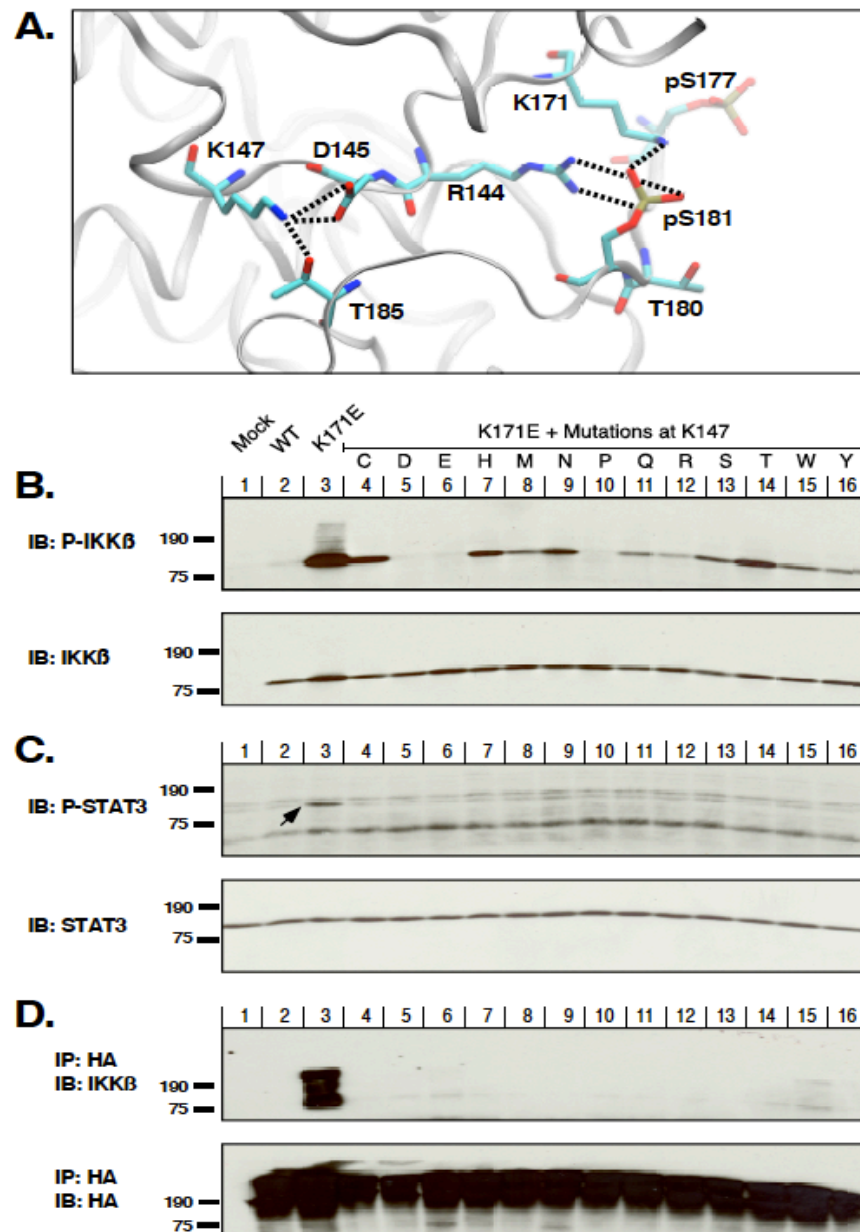 A.
K171
pS177
K147
D145
R144
pS181
T185
T180
Mock
WT
K171E
K171E + Mutations at K147
C D E H M N P Q R S T W Y
B.
1 2 3 4 5 6 7 8 9 10 11 12 13 14 15 16
IB: P-IKKß
190
75
IB: IKKß
190
75
C.
1 2 3 4 5 6 7 8 9 10 11 12 13 14 15 16
IB: P-STAT3
190
75
IB: STAT3
190
75
D.
1 2 3 4 5 6 7 8 9 10 11 12 13 14 15 16
IP: HA
IB: IKKß
190
75
IP: HA
IB: HA
190
75